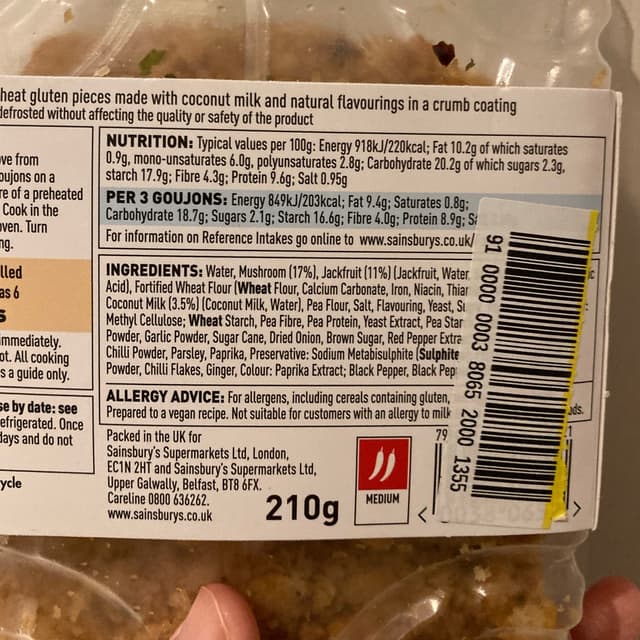 heat gluten pieces made with coconut milk and natural flavourings in a crumb coating
defrosted without affecting the quality or safety of the product
ve from
oujons on a
re of a preheated
Cook in the
ven. Turn
ng.
lled
as 6
S
immediately.
ot. All cooking
s a guide only.
se by date: see
efrigerated. Once
days and do not
ycle
NUTRITION: Typical values per 100g: Energy 918kJ/220kcal; Fat 10.2g of which saturates
0.9g, mono-unsaturates 6.0g, polyunsaturates 2.8g; Carbohydrate 20.2g of which sugars 2.3g,
starch 17.9g; Fibre 4.3g; Protein 9.6g; Salt 0.95g
PER 3 GOUJONS: Energy 849kJ/203kcal; Fat 9.4g; Saturates 0.8g;
Carbohydrate 18.7g; Sugars 2.1g; Starch 16.6g; Fibre 4.0g; Protein 8.9g; S
For information on Reference Intakes go online to www.sainsburys.co.uk/
INGREDIENTS: Water, Mushroom (17%), Jackfruit (11%) (Jackfruit, Water,
Acid), Fortified Wheat Flour (Wheat Flour, Calcium Carbonate, Iron, Niacin, Thiam
Coconut Milk (3.5%) (Coconut Milk, Water), Pea Flour, Salt, Flavouring, Yeast, Su
Methyl Cellulose; Wheat Starch, Pea Fibre, Pea Protein, Yeast Extract, Pea Star
Powder, Garlic Powder, Sugar Cane, Dried Onion, Brown Sugar, Red Pepper Extra
Chilli Powder, Parsley, Paprika, Preservative: Sodium Metabisulphite (Sulphite
Powder, Chilli Flakes, Ginger, Colour: Paprika Extract; Black Pepper, Black Pep
ALLERGY ADVICE: For allergens, including cereals containing gluten,
Prepared to a vegan recipe. Not suitable for customers with an allergy to milk
Packed in the UK for
Sainsbury's Supermarkets Ltd, London,
EC1N 2HT and Sainsbury's Supermarkets Ltd,
Upper Galwally, Belfast, BT8 6FX.
Careline 0800 636262.
www.sainsburys.co.uk
210g
MEDIUM
79
91 0000 0003 8065 2000 1355